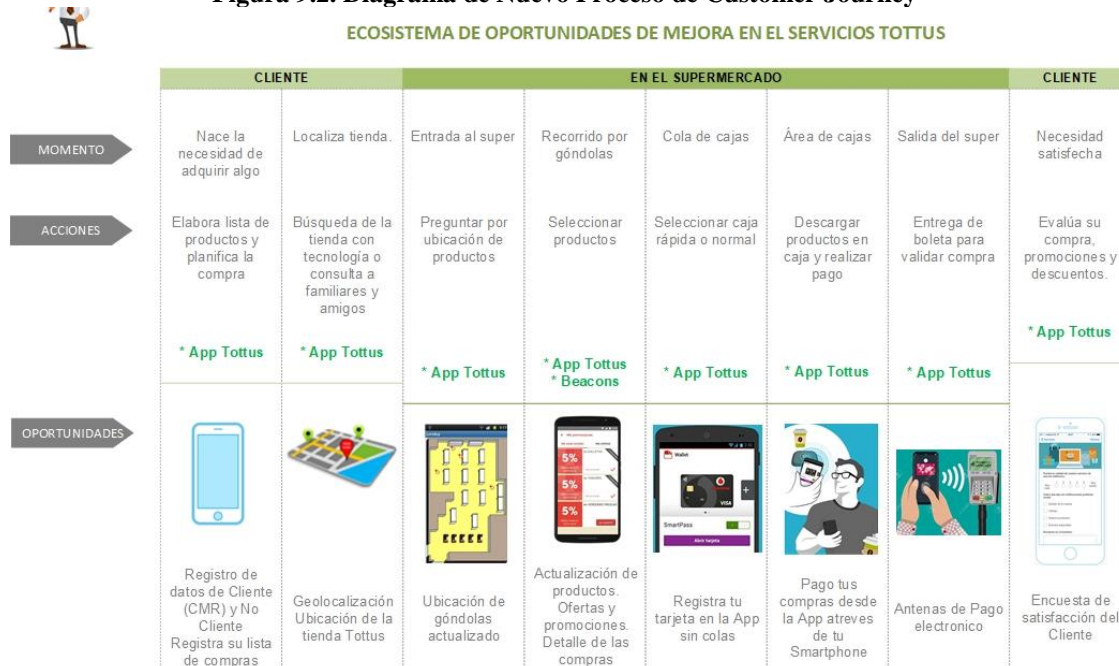 Figura 9.2. Diagrama de Nuevo Proceso de Customer Journey
ECOSISTEMA DE OPORTUNIDADES DE MEJORA EN EL SERVICIOS TOTTUS
CLIENTE
EN EL SUPERMERCADO
CLIENTE
MOMENTO
Nace la
necesidad de
adquirir algo
Localiza tienda.
Entrada al super
Recorrido por
góndolas
Cola de cajas
Área de cajas
Salida del super
Necesidad
satisfecha
ACCIONES
Elabora lista de
productos y
planifica la
compra
Búsqueda de la
tienda con
tecnología o
consulta a
familiares y
amigos
Preguntar por
ubicación de
productos
Seleccionar
productos
Seleccionar caja
rápida o normal
Descargar
productos en
caja y realizar
pago
Entrega de
boleta para
validar compra
Evalúa su
compra,
promociones y
descuentos.
* App Tottus
* App Tottus
* App Tottus
* App Tottus
* Beacons
* App Tottus
* App Tottus
* App Tottus
* App Tottus
OPORTUNIDADES
5%
5%
5%
Wallet
VISA
SmartPass
Abrir tarjeta
Registro de
datos de Cliente
(CMR) y No
Cliente
Registra su lista
de compras
Geolocalización
Ubicación de la
tienda Tottus
Ubicación de
góndolas
actualizado
Actualización de
productos.
Ofertas y
promociones.
Detalle de las
compras
Registra tu
tarjeta en la App
sin colas
Pago tus
compras desde
la App atreves
de tu
Smartphone
Antenas de Pago
electronico
Encuesta de
satisfacción del
Cliente